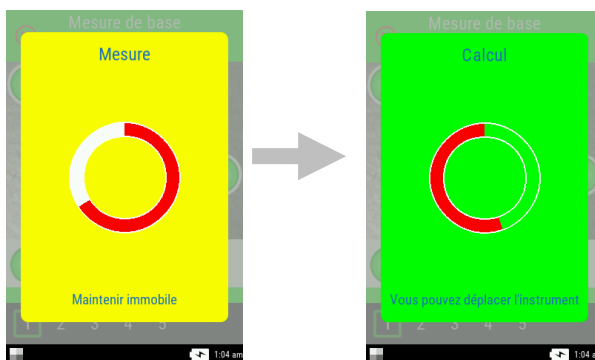 Mesure de base
Mesure
Maintenir immobile
1 2 3 4 5
1:04 am
Mesure de base
Calcul
Vous pouvez déplacer l'instrument
1 2 3 4 5
1:04